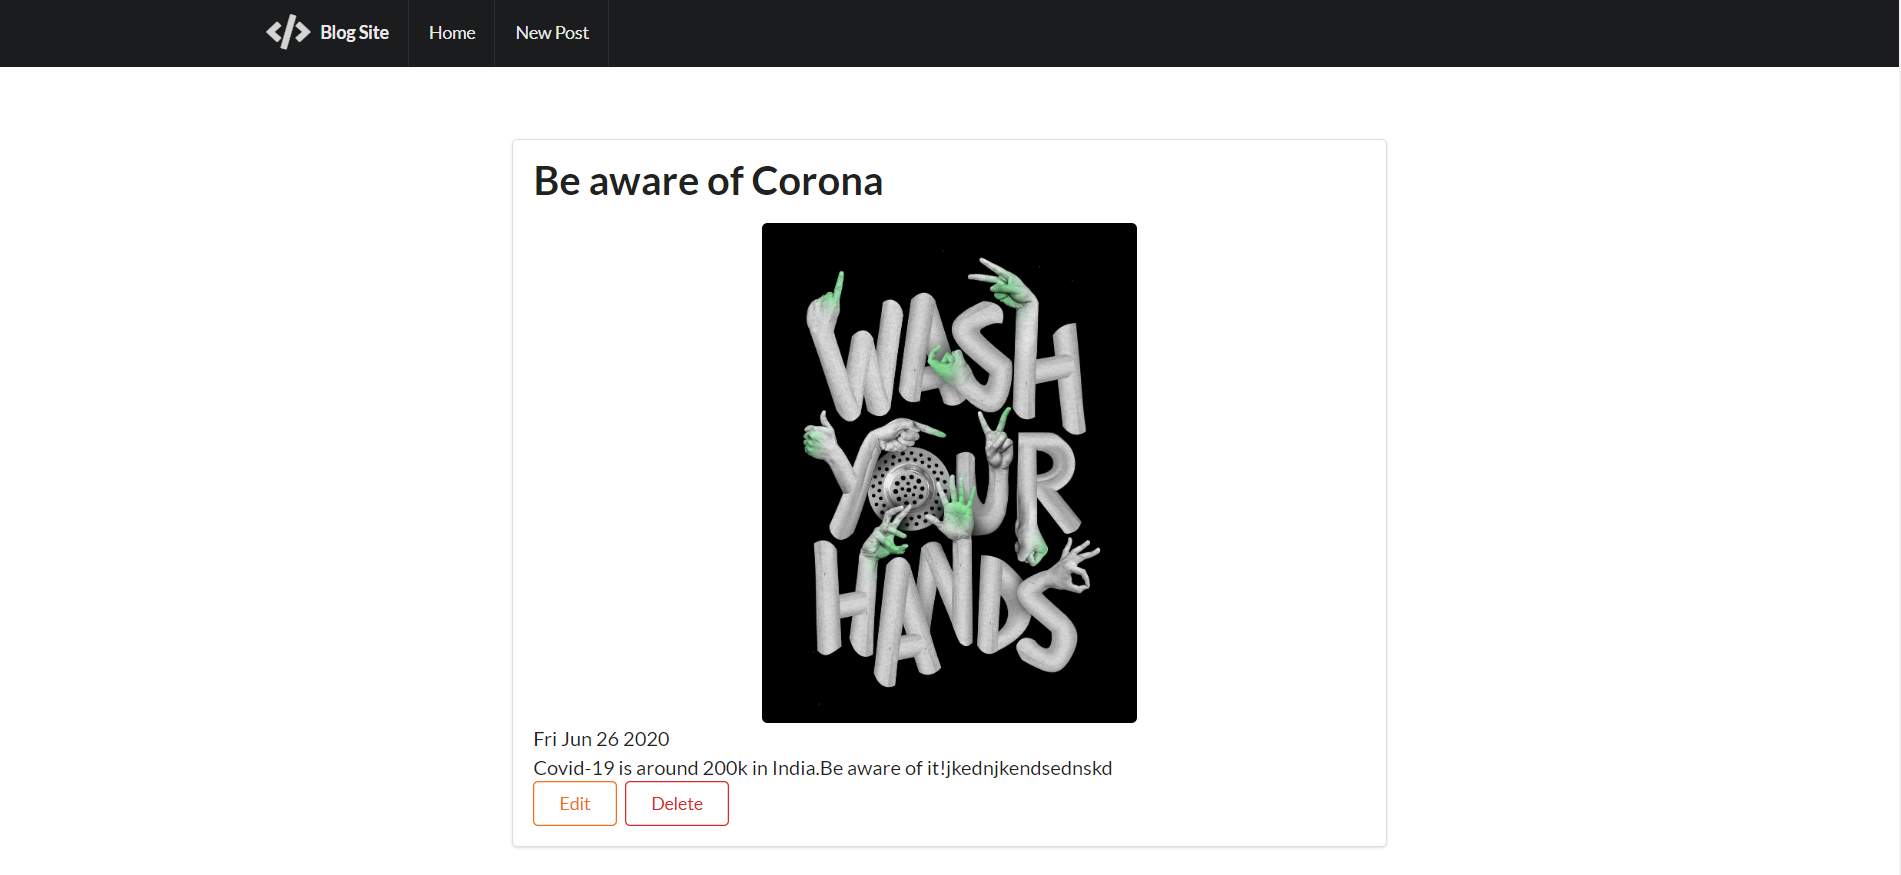 Blog Site Home New Post
Be aware of Corona
WASH
YOUR
HANDS
Fri Jun 26 2020
Covid-19 is around 200k in India.Be aware of it!jkednjkendsednskd
Edit Delete